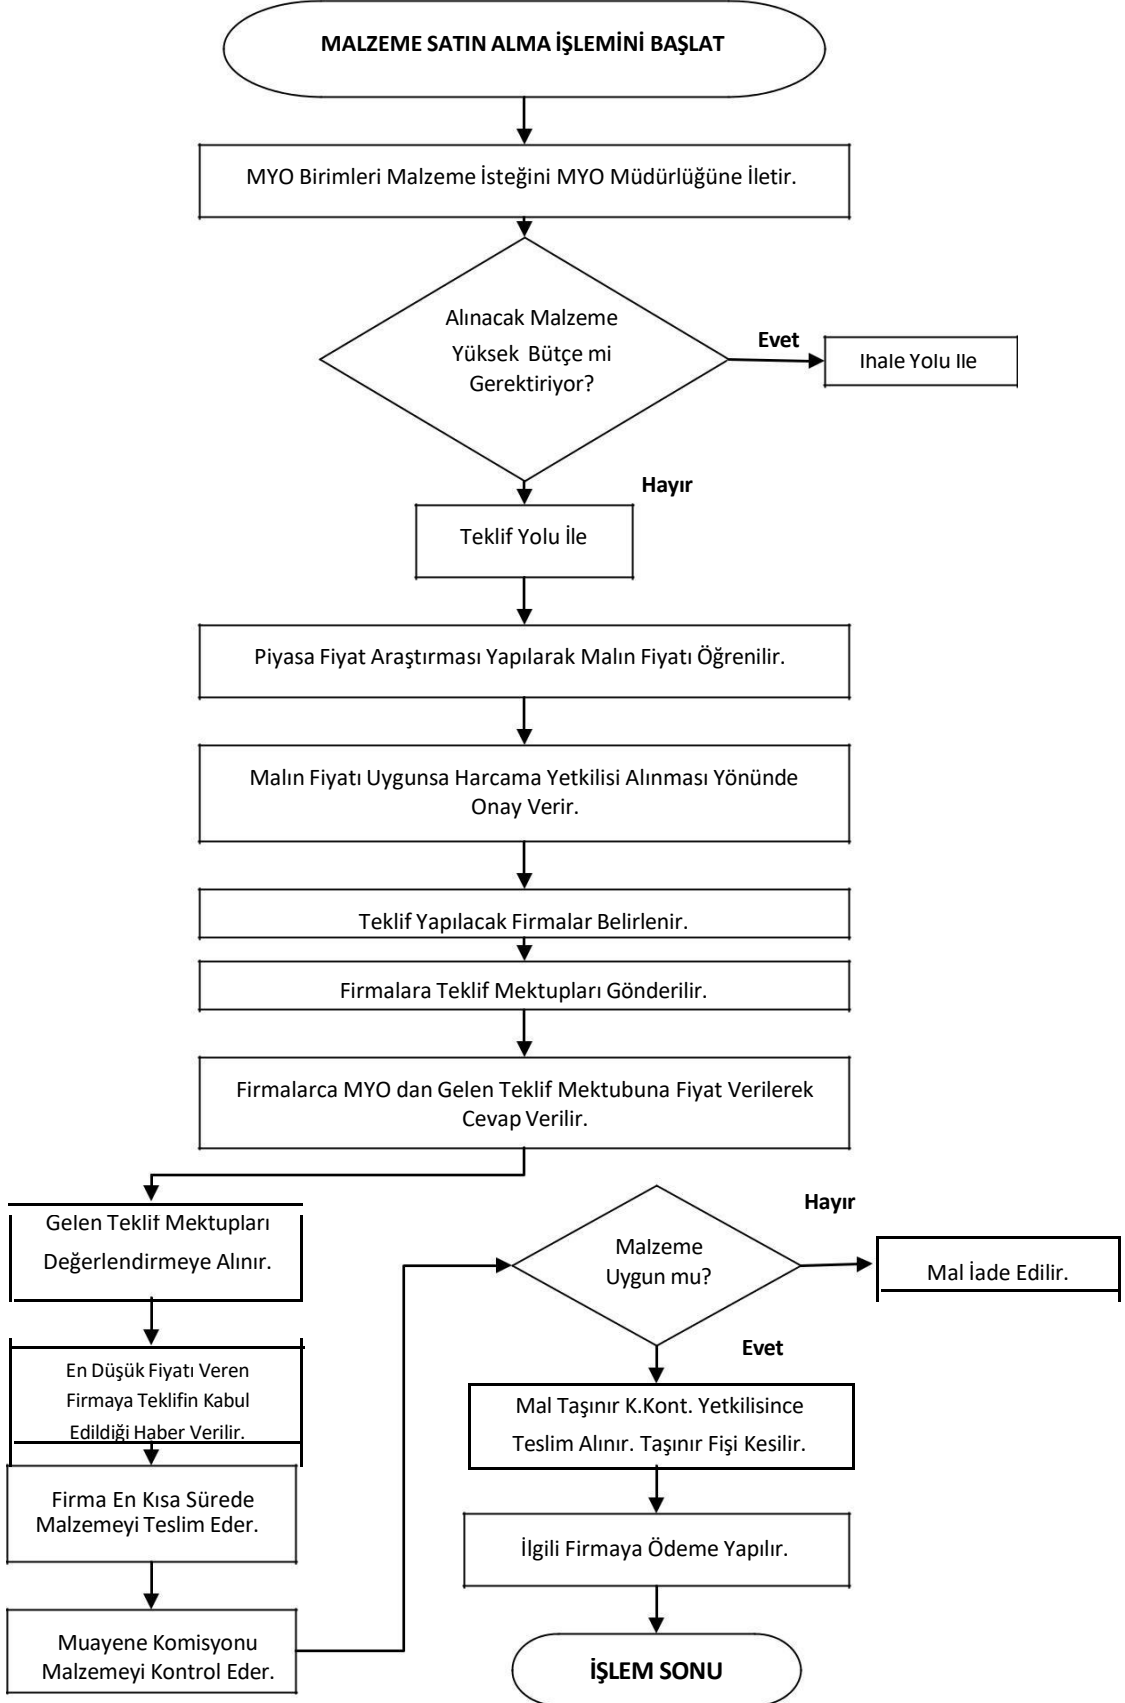 MALZEME SATIN ALMA İŞLEMİNİ BAŞLAT
MYO Birimleri Malzeme İsteğini MYO Müdürlüğüne İletir.
Alınacak Malzeme
Yüksek Bütçe mi
Gerektiriyor?
Evet
Ihale Yolu Ile
Hayır
Teklif Yolu İle
Piyasa Fiyat Araştırması Yapılarak Malın Fiyatı Öğrenilir.
Malın Fiyatı Uygunsa Harcama Yetkilisi Alınması Yönünde
Onay Verir.
Teklif Yapılacak Firmalar Belirlenir.
Firmalara Teklif Mektupları Gönderilir.
Firmalarca MYO dan Gelen Teklif Mektubuna Fiyat Verilerek
Cevap Verilir.
Gelen Teklif Mektupları
Değerlendirmeye Alınır.
En Düşük Fiyatı Veren
Firmaya Teklifin Kabul
Edildiği Haber Verilir.
Firma En Kısa Sürede
Malzemeyi Teslim Eder.
Muayene Komisyonu
Malzemeyi Kontrol Eder.
Malzeme
Uygun mu?
Hayır
Mal İade Edilir.
Evet
Mal Taşınır K.Kont. Yetkilisince
Teslim Alınır. Taşınır Fişi Kesilir.
İlgili Firmaya Ödeme Yapılır.
İŞLEM SONU